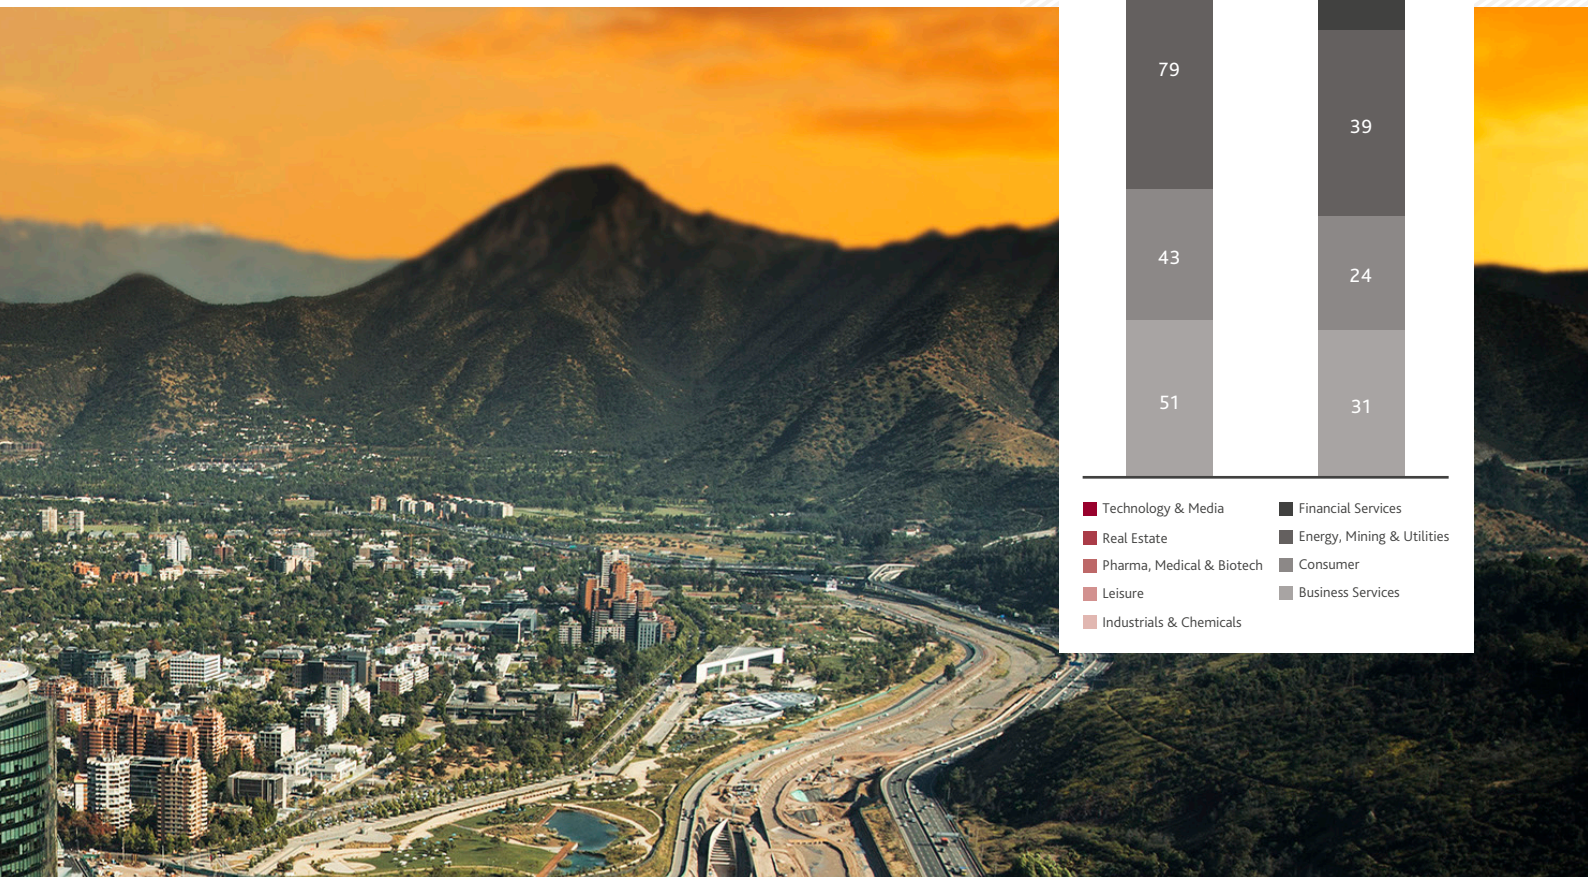 79
39
43
24
51
31
Technology & Media
Real Estate
Pharma, Medical & Biotech
Leisure
Industrials & Chemicals
Financial Services
Energy, Mining & Utilities
Consumer
Business Services